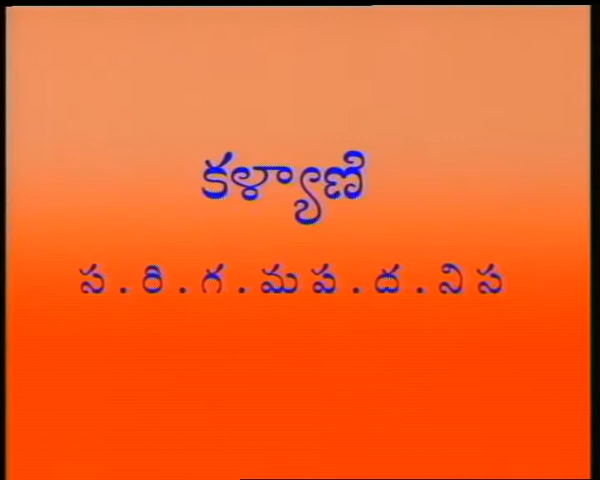 కళ్యాణి
స . రి . గ . మ ప . ద . ని స